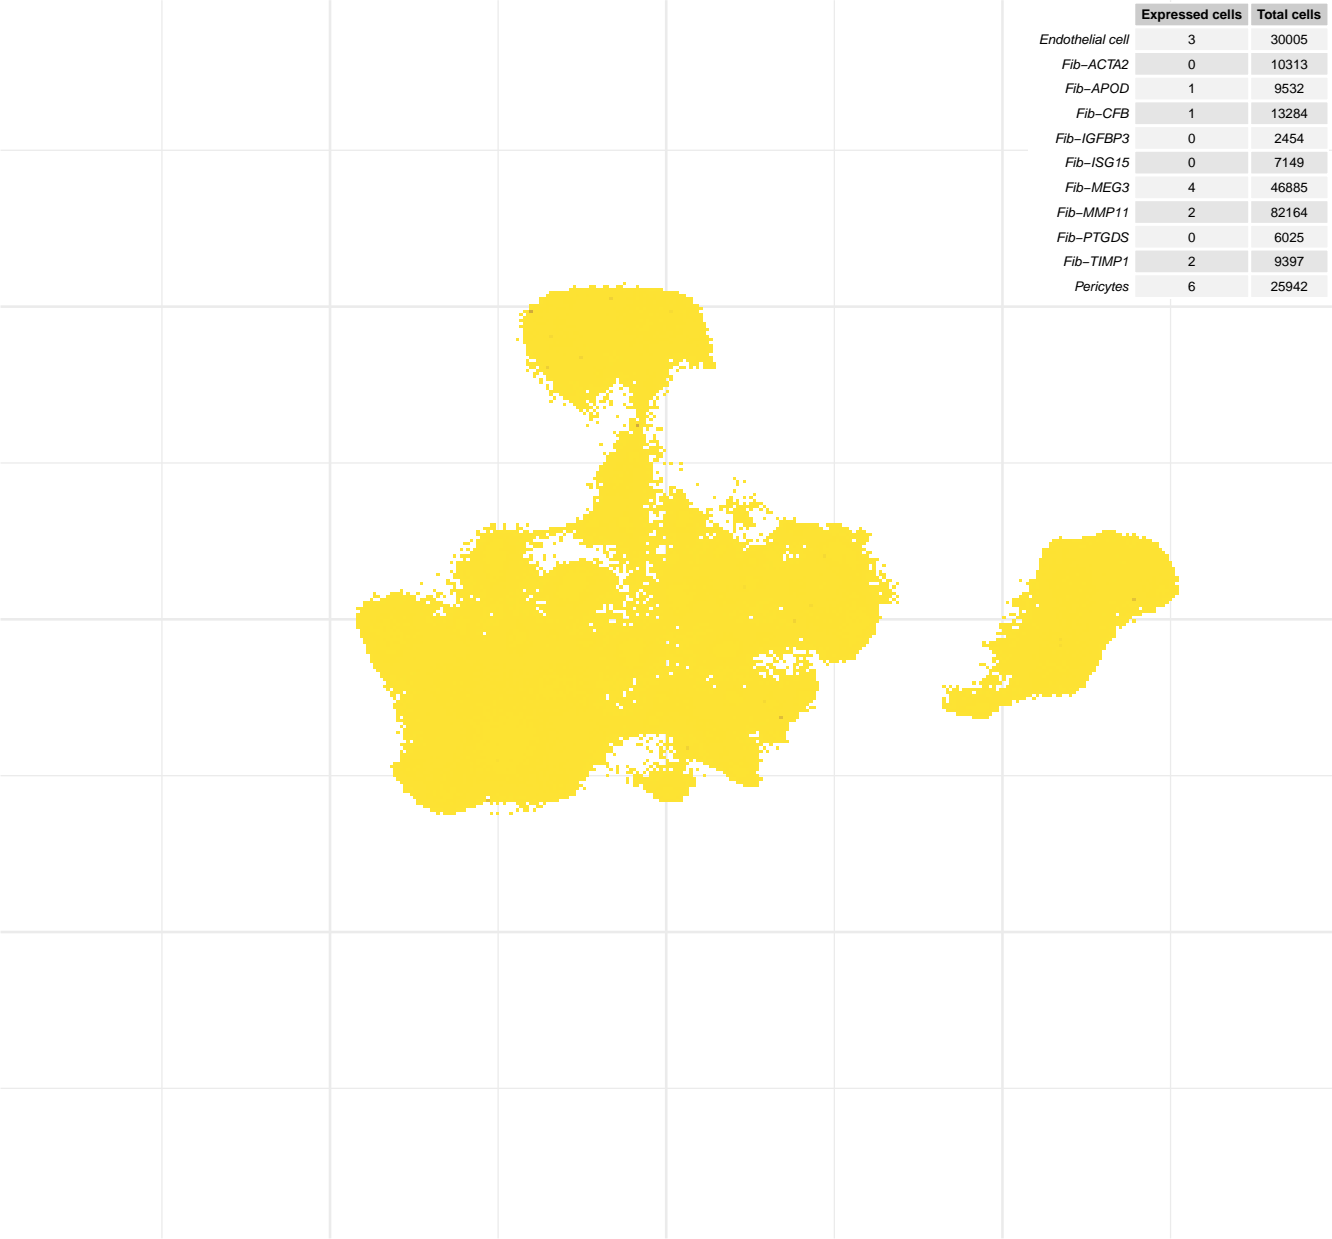 Expressed cells Total cells
Endothelial cell 3 30005
Fib−ACTA2 0 10313
Fib−APOD 1 9532
Fib−CFB 1 13284
Fib−IGFBP3 0 2454
Fib−ISG15 0 7149
Fib−MEG3 4 46885
Fib−MMP11 2 82164
Fib−PTGDS 0 6025
Fib−TIMP1 2 9397
Pericytes 6 25942